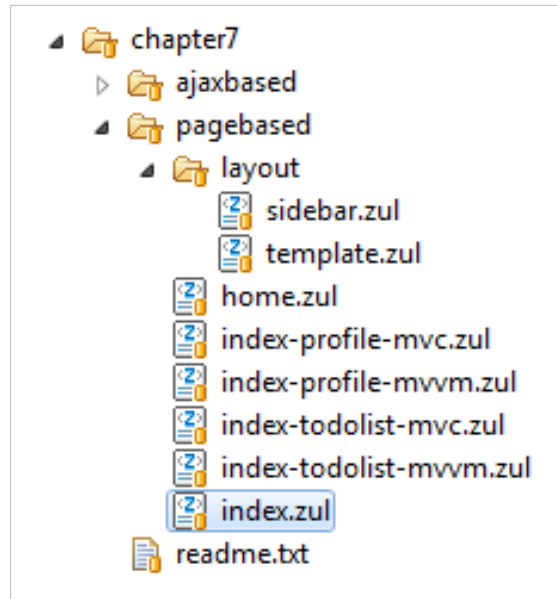 chapter7
ajaxbased
pagebased
layout
sidebar.zul
template.zul
home.zul
index-profile-mvc.zul
index-profile-mvvm.zul
index-todolist-mvc.zul
index-todolist-mvvm.zul
index.zul
readme.txt